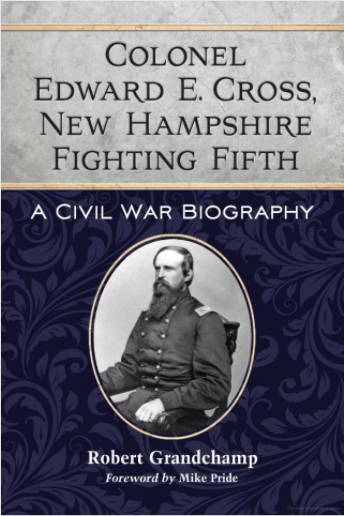 COLONEL
EDWARD E. CROSS,
NEW HAMPSHIRE
FIGHTING FIFTH
A CIVIL WAR BIOGRAPHY
ROBERT GRANDCHAMP
Foreword by MIKE PRIDE